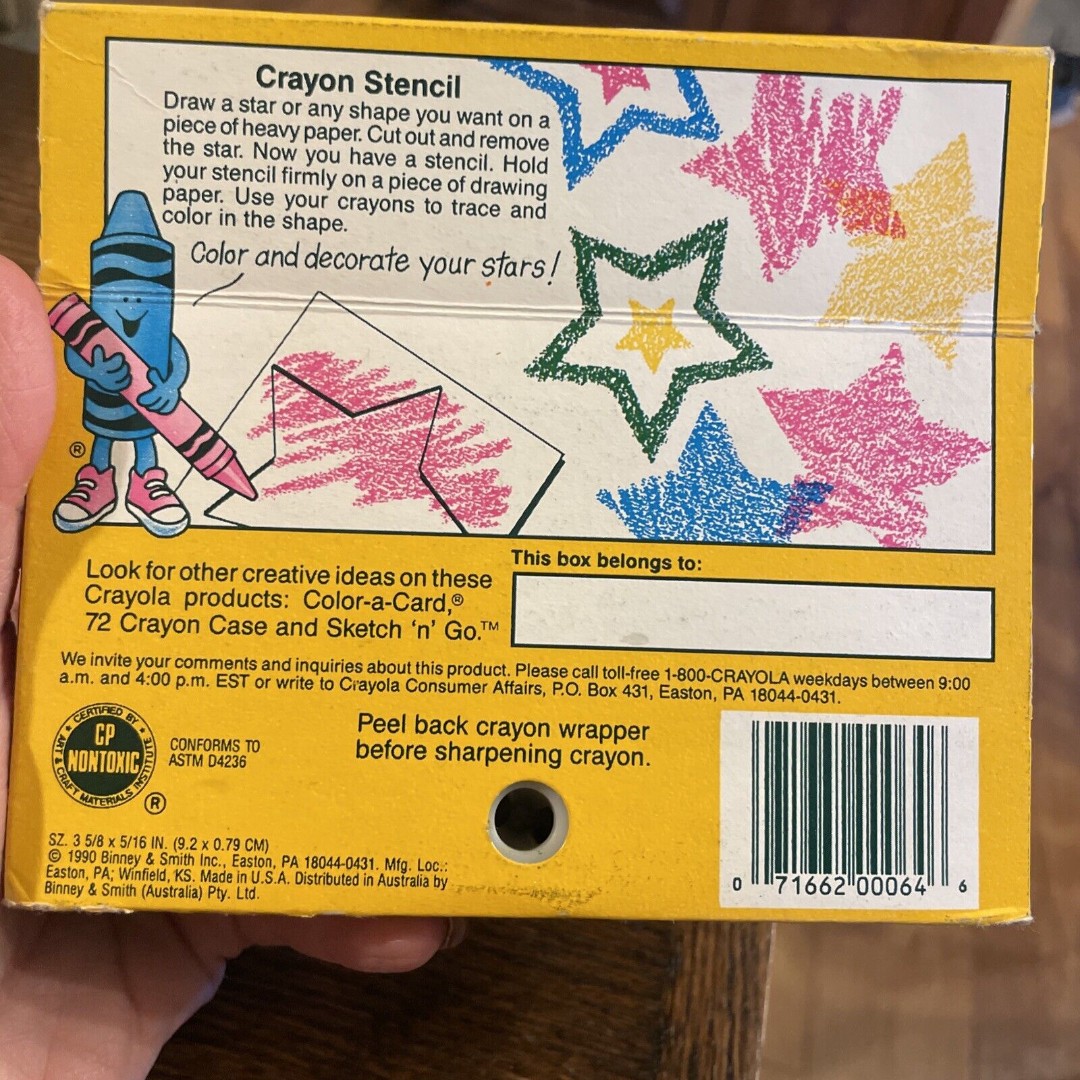 Crayon Stencil
Draw a star or any shape you want on a
piece of heavy paper. Cut out and remove
the star. Now you have a stencil. Hold
your stencil firmly on a piece of drawing
paper. Use your crayons to trace and
color in the shape.
Color and decorate your stars!
®
This box belongs to:
Look for other creative ideas on these
Crayola products: Color-a-Card,®
72 Crayon Case and Sketch 'n' Go.™
We invite your comments and inquiries about this product. Please call toll-free 1-800-CRAYOLA weekdays between 9:00
a.m. and 4:00 p.m. EST or write to Crayola Consumer Affairs, P.O. Box 431, Easton, PA 18044-0431.
CERTIFIED BY
ART & CRAFT MATERIALS INSTITUTE
CP
NONTOXIC
®
CONFORMS TO
ASTM D4236
Peel back crayon wrapper
before sharpening crayon.
SZ. 3 5/8 x 5/16 IN. (9.2 x 0.79 CM)
© 1990 Binney & Smith Inc., Easton, PA 18044-0431. Mfg. Loc.:
Easton, PA; Winfield, KS. Made in U.S.A. Distributed in Australia by
Binney & Smith (Australia) Pty. Ltd.
0 71662 00064 6